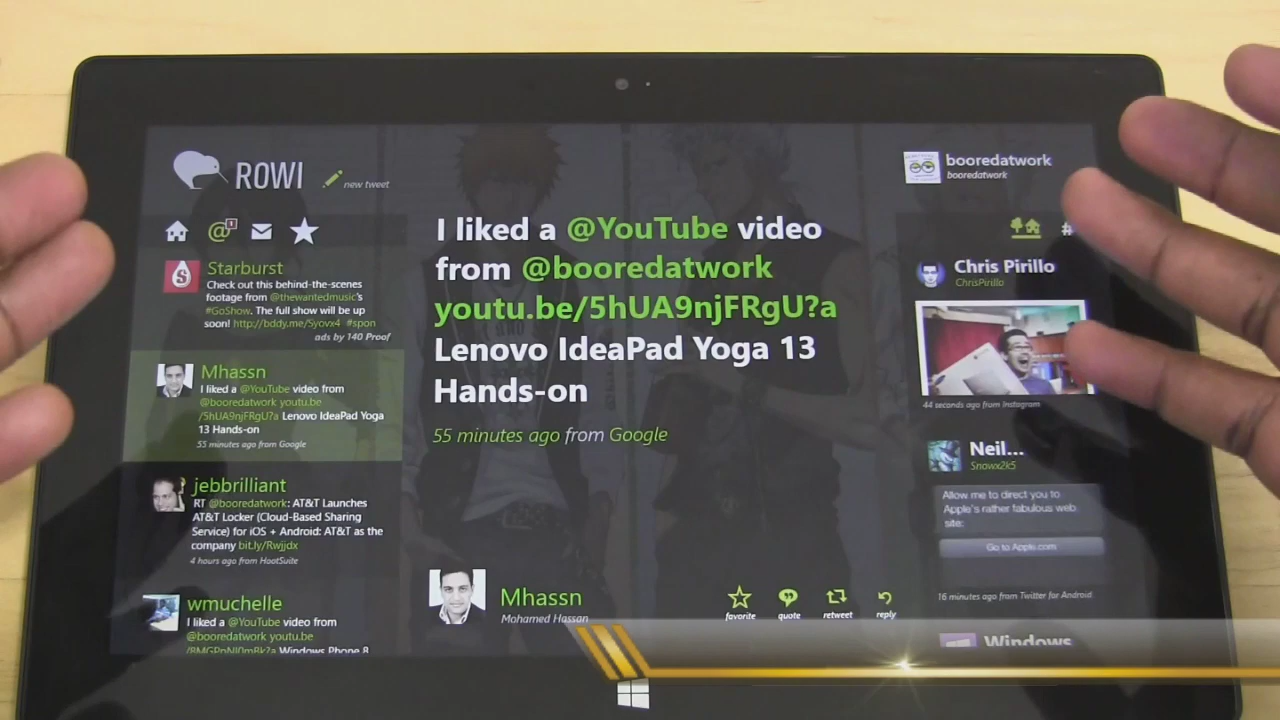 ROWI
new tweet
booredatwork
booredatwork
@1
#
Starburst
Check out this behind-the-scenes
footage from @thewantedmusic's
#GoShow. The full show will be up
soon! http://bddy.me/Syovx4 #spon
ads by 140 Proof
Mhassn
I liked a @YouTube video from
@booredatwork youtu.be
/5hUA9njFRgU?a Lenovo IdeaPad Yoga
13 Hands-on
55 minutes ago from Google
jebbrilliant
RT @booredatwork: AT&T Launches
AT&T Locker (Cloud-Based Sharing
Service) for iOS + Android: AT&T as the
company bit.ly/Rwjjdx
4 hours ago from HootSuite
wmuchelle
I liked a @YouTube video from
@booredatwork youtu.be
/8MGPpNI0mBk?a Windows Phone 8
I liked a @YouTube video
from @booredatwork
youtu.be/5hUA9njFRgU?a
Lenovo IdeaPad Yoga 13
Hands-on
55 minutes ago from Google
Mhassn
Mohamed Hassan
favorite
quote
retweet
reply
Chris Pirillo
ChrisPirillo
44 seconds ago from Instagram
Neil...
Snowx2k5
Allow me to direct you to
Apple's rather fabulous web
site:
Go to Apple.com
16 minutes ago from Twitter for Android
Windows